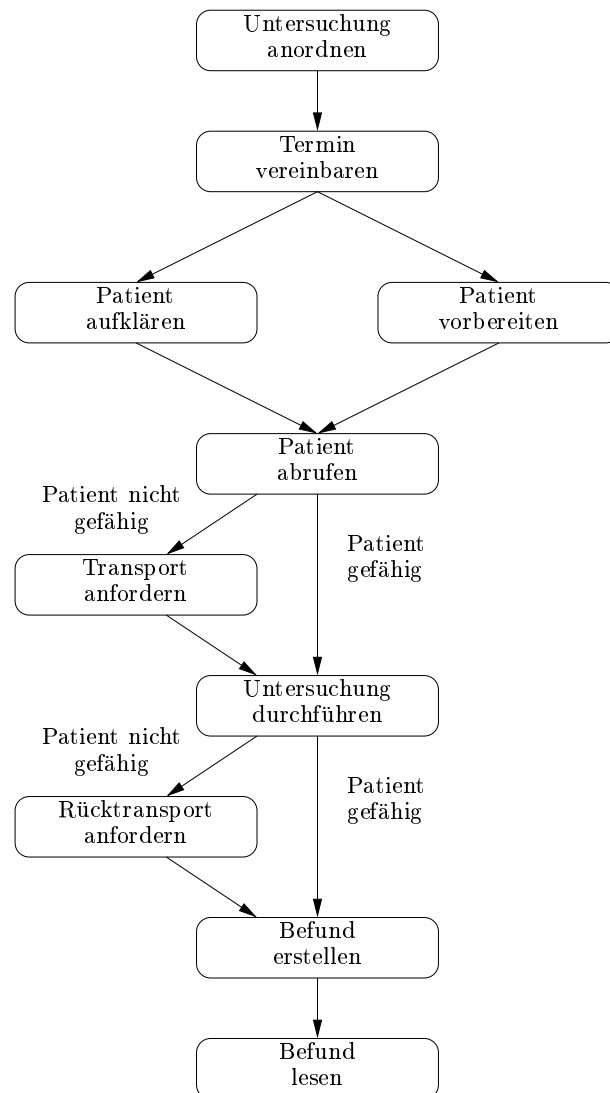 Untersuchung
anordnen
Termin
vereinbaren
Patient
aufklären
Patient
vorbereiten
Patient
abrufen
Patient nicht
gefähig
Patient
gefähig
Transport
anfordern
Untersuchung
durchführen
Patient nicht
gefähig
Patient
gefähig
Rücktransport
anfordern
Befund
erstellen
Befund
lesen